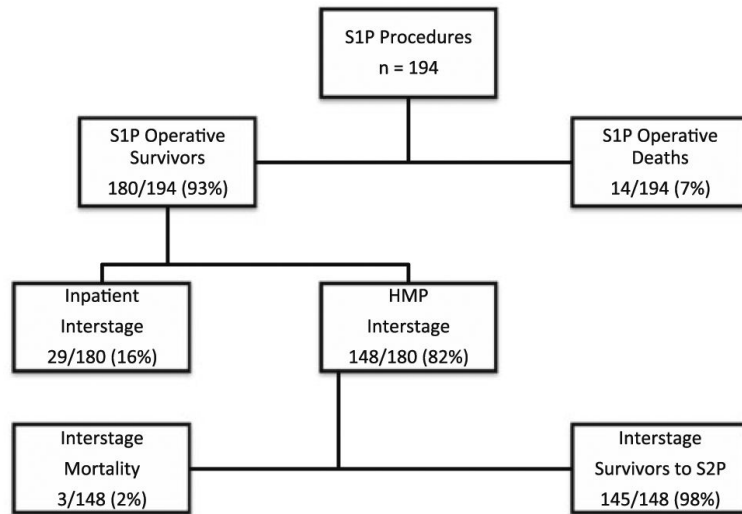 S1P Procedures
n = 194
S1P Operative
Survivors
180/194 (93%)
S1P Operative
Deaths
14/194 (7%)
Inpatient
Interstage
29/180 (16%)
HMP
Interstage
148/180 (82%)
Interstage
Mortality
3/148 (2%)
Interstage
Survivors to S2P
145/148 (98%)